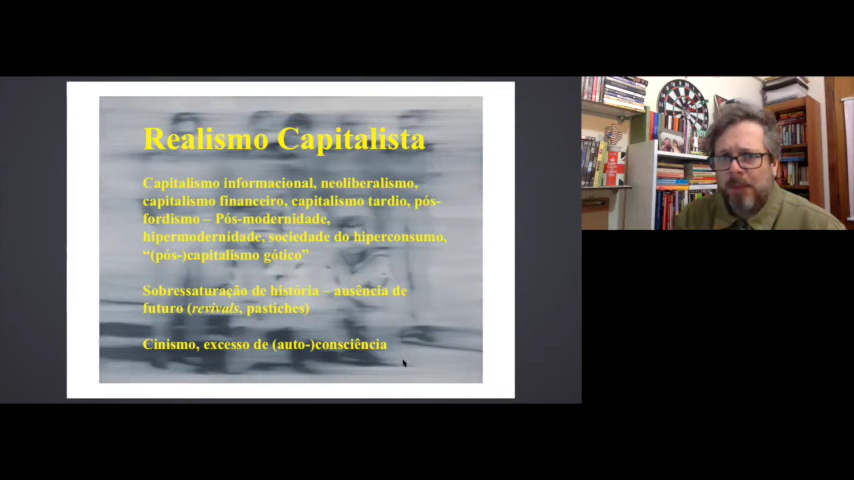 Realismo Capitalista
Capitalismo informacional, neoliberalismo,
capitalismo financeiro, capitalismo tardio, pós-
fordismo – Pós-modernidade,
hipermodernidade, sociedade do hiperconsumo,
“(pós-)capitalismo gótico”
Sobressaturação de história – ausência de
futuro (revivals, pastiches)
Cinismo, excesso de (auto-)consciência